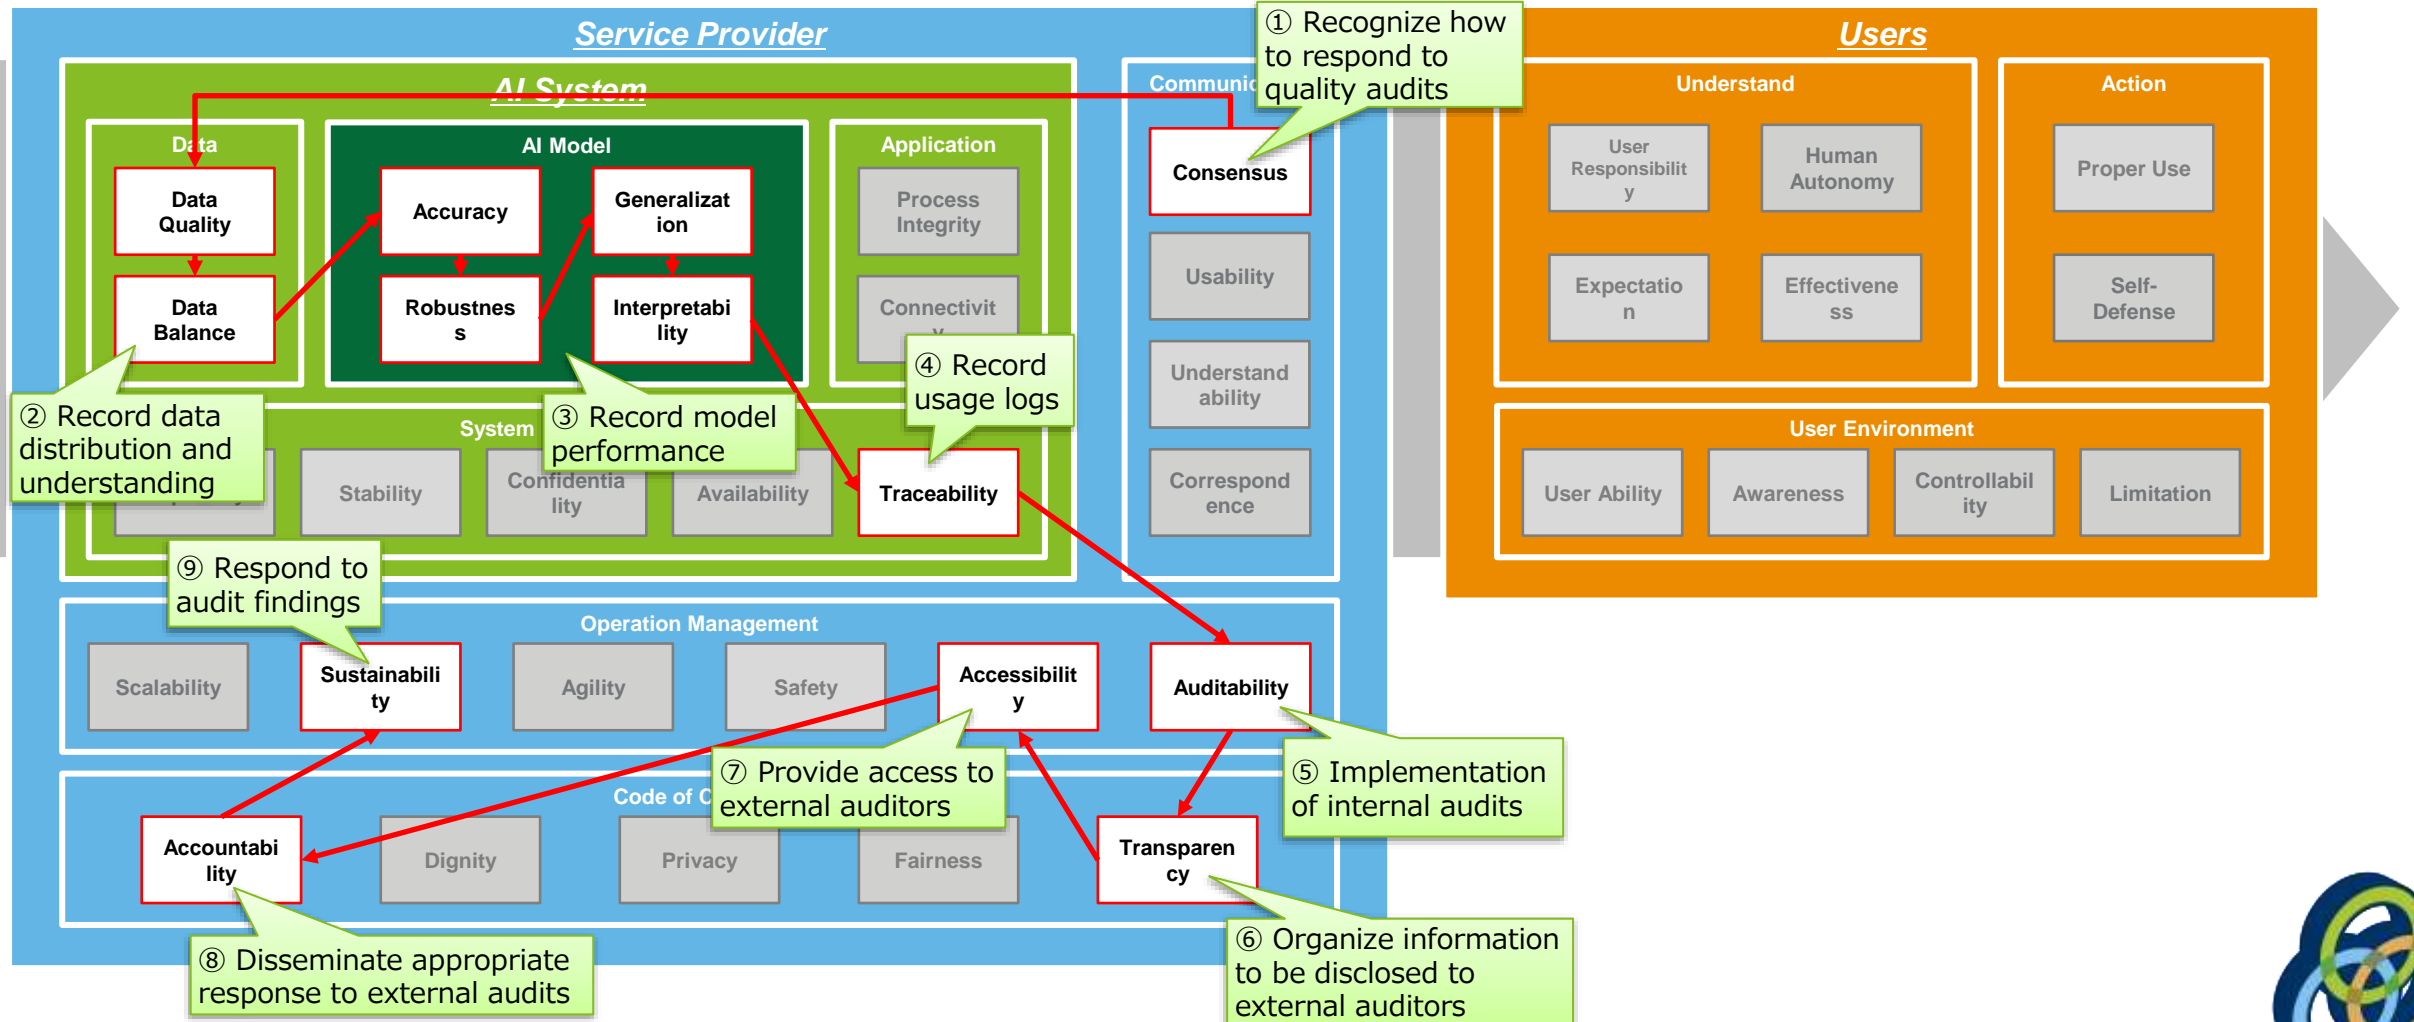 Service Provider
① Recognize how
to respond to
quality audits
Users
AI System
Data
AI Model
Application
Understand
Action
Data
Quality
Accuracy
Generalizat
ion
Process
Integrity
Consensus
User
Responsibilit
y
Human
Autonomy
Proper Use
Data
Balance
Robustnes
s
Interpretabi
lity
Connectivit
Usability
Expectatio
n
Effectivene
ss
Self-
Defense
② Record data
distribution and
understanding
③ Record model
performance
④ Record
usage logs
Understand
ability
System
User Environment
Stability
Confidentia
lity
Availability
Traceability
Correspond
ence
User Ability
Awareness
Controllabil
ity
Limitation
⑨ Respond to
audit findings
Operation Management
Scalability
Sustainabili
ty
Agility
Safety
Accessibilit
y
Auditability
⑦ Provide access to
external auditors
⑤ Implementation
of internal audits
Code of
Accountabi
lity
Dignity
Privacy
Fairness
Transparen
cy
⑧ Disseminate appropriate
response to external audits
⑥ Organize information
to be disclosed to
external auditors